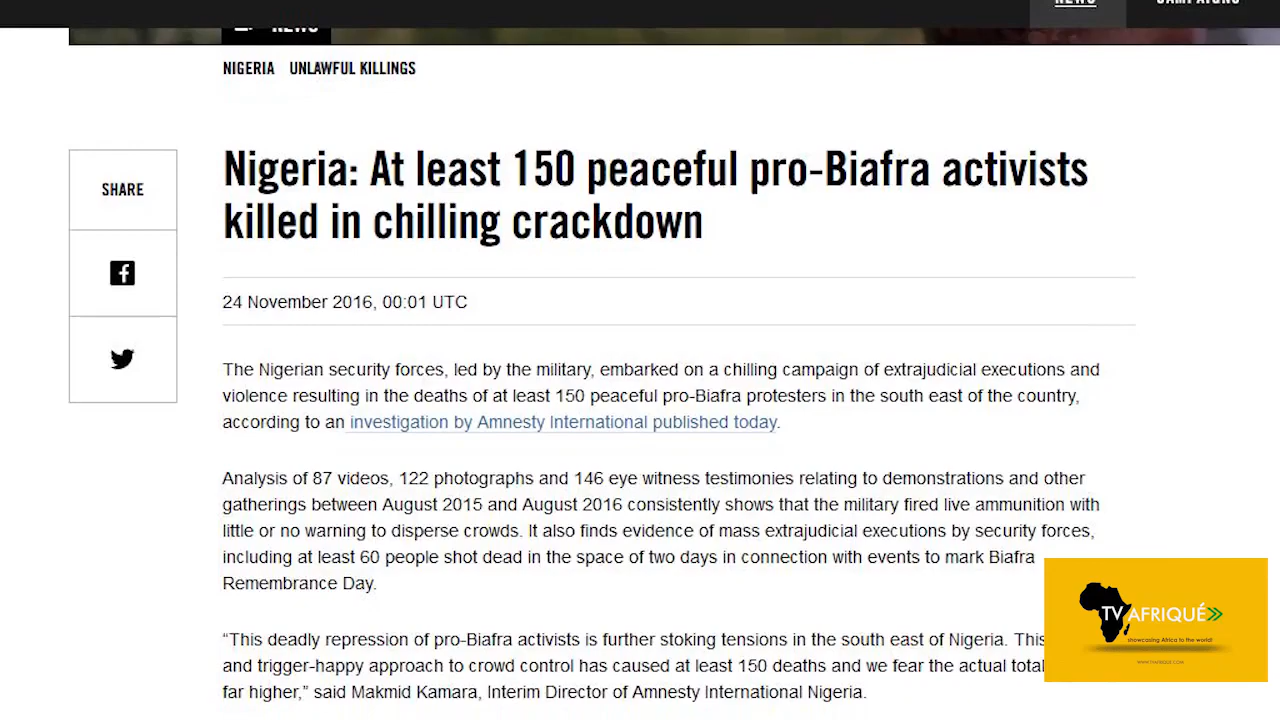 NEWS
CAMPAIGNS
NEWS
NIGERIA UNLAWFUL KILLINGS
SHARE
Nigeria: At least 150 peaceful pro-Biafra activists
killed in chilling crackdown
24 November 2016, 00:01 UTC
The Nigerian security forces, led by the military, embarked on a chilling campaign of extrajudicial executions and
violence resulting in the deaths of at least 150 peaceful pro-Biafra protesters in the south east of the country,
according to an investigation by Amnesty International published today.
Analysis of 87 videos, 122 photographs and 146 eye witness testimonies relating to demonstrations and other
gatherings between August 2015 and August 2016 consistently shows that the military fired live ammunition with
little or no warning to disperse crowds. It also finds evidence of mass extrajudicial executions by security forces,
including at least 60 people shot dead in the space of two days in connection with events to mark Biafra
Remembrance Day.
“This deadly repression of pro-Biafra activists is further stoking tensions in the south east of Nigeria. This
and trigger-happy approach to crowd control has caused at least 150 deaths and we fear the actual total
far higher,” said Makmid Kamara, Interim Director of Amnesty International Nigeria.
TV AFRIQUÉ
showcasing Africa to the world!